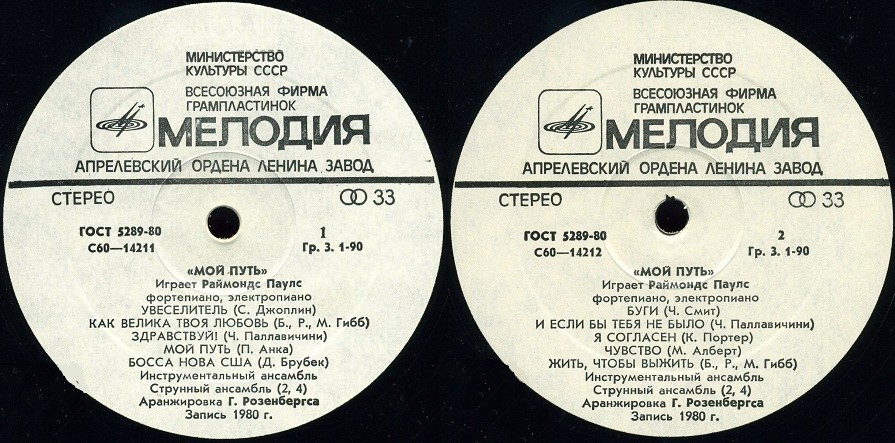 МИНИСТЕРСТВО
КУЛЬТУРЫ СССР
ВСЕСОЮЗНАЯ ФИРМА
ГРАМПЛАСТИНОК
МЕЛОДИЯ
АПРЕЛЕВСКИЙ ОРДЕНА ЛЕНИНА ЗАВОД
СТЕРЕО 33
ГОСТ 5289-80 1
С60—14211 Гр. 3. 1-90
«МОЙ ПУТЬ»
Играет Раймондс Паулс
фортепиано, электропиано
УВЕСЕЛИТЕЛЬ (С. Джоплин)
КАК ВЕЛИКА ТВОЯ ЛЮБОВЬ (Б., Р., М. Гибб)
ЗДРАВСТВУЙ! (Ч. Паллавичини)
МОЙ ПУТЬ (П. Анка)
БОССА НОВА США (Д. Брубек)
Инструментальный ансамбль
Струнный ансамбль (2, 4)
Аранжировка Г. Розенбергса
Запись 1980 г.
МИНИСТЕРСТВО
КУЛЬТУРЫ СССР
ВСЕСОЮЗНАЯ ФИРМА
ГРАМПЛАСТИНОК
МЕЛОДИЯ
АПРЕЛЕВСКИЙ ОРДЕНА ЛЕНИНА ЗАВОД
СТЕРЕО 33
ГОСТ 5289-80 2
С60—14212 Гр. 3. 1-90
«МОЙ ПУТЬ»
Играет Раймондс Паулс
фортепиано, электропиано
БУГИ (Ч. Смит)
И ЕСЛИ БЫ ТЕБЯ НЕ БЫЛО (Ч. Паллавичини)
Я СОГЛАСЕН (К. Портер)
ЧУВСТВО (М. Алберт)
ЖИТЬ, ЧТОБЫ ВЫЖИТЬ (Б., Р., М. Гибб)
Инструментальный ансамбль
Струнный ансамбль (2, 4)
Аранжировка Г. Розенбергса
Запись 1980 г.